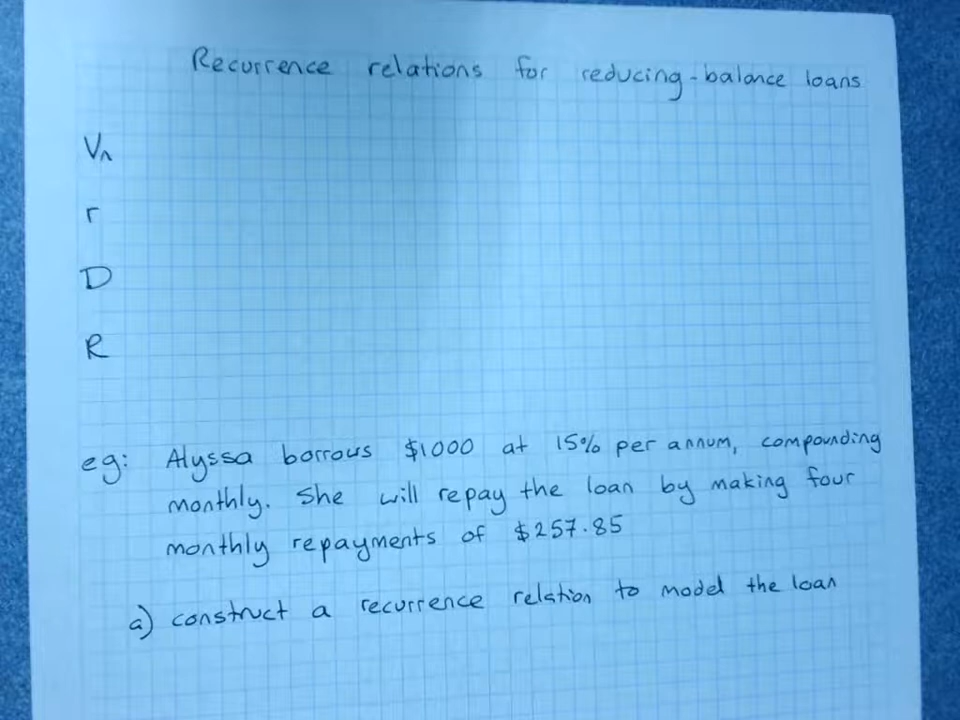 Recurrence relations for reducing-balance loans
Vn
r
D
R
eg: Alyssa borrows $1000 at 15% per annum, compounding
monthly. She will repay the loan by making four
monthly repayments of $257.85
a) construct a recurrence relation to model the loan